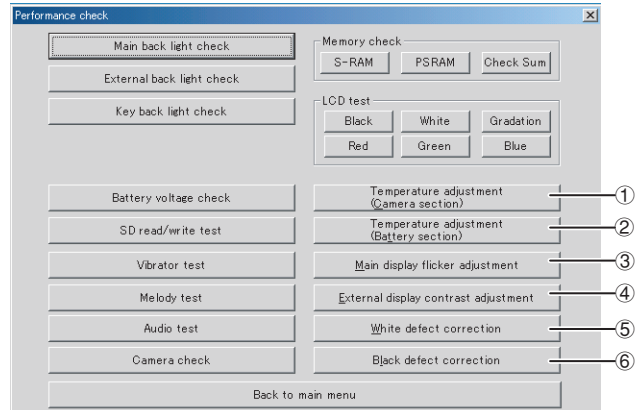 Performance check
Main back light check
External back light check
Key back light check
Memory check
S-RAM PSRAM Check Sum
LCD test
Black White Gradation
Red Green Blue
Battery voltage check
SD read/write test
Vibrator test
Melody test
Audio test
Camera check
Temperature adjustment
(Camera section)
①
Temperature adjustment
(Battery section)
②
Main display flicker adjustment
③
External display contrast adjustment
④
White defect correction
⑤
Black defect correction
⑥
Back to main menu